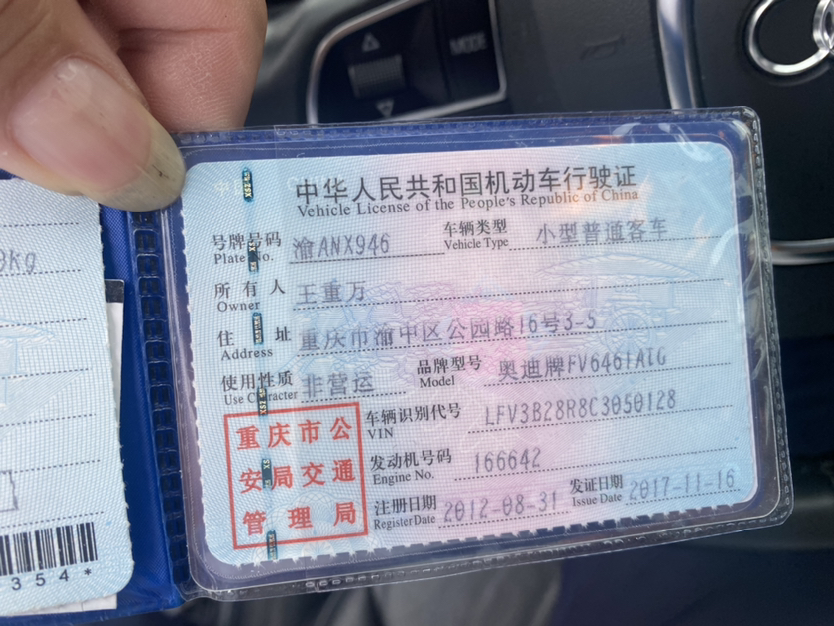 MODE
9kg
中华人民共和国机动车行驶证
Vehicle License of the People's Republic of China
号牌号码 渝ANX946 车辆类型 小型普通客车
Plate No. Vehicle Type
所有人 王重万
Owner
住址 重庆市渝中区公园路16号3-5
Address
使用性质 非营运 品牌型号 奥迪牌FV6461ATG
Use Character Model
重庆市公
安局交通
管理局
车辆识别代号 LFV3B28R8C3050128
VIN
发动机号码 166642
Engine No.
注册日期 2012-08-31 发证日期 2017-11-16
Register Date Issue Date
354*